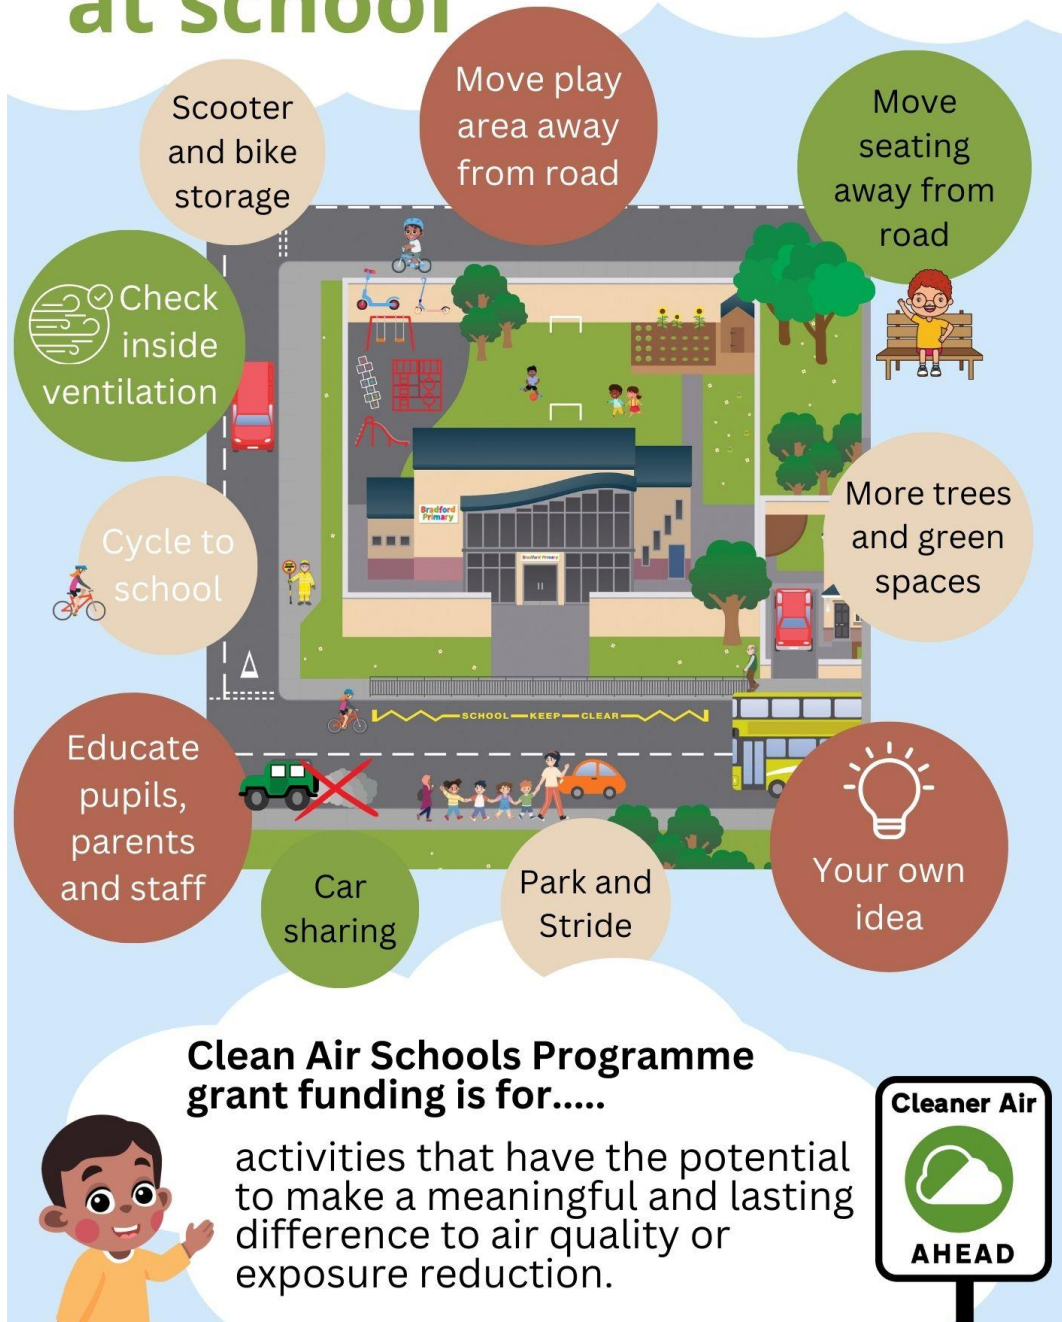 at school
Scooter
and bike
storage
Move play
area away
from road
Move
seating
away from
road
Check
inside
ventilation
Cycle to
school
Bradford
Primary
Bradford Primary
More trees
and green
spaces
SCHOOL KEEP CLEAR
Educate
pupils,
parents
and staff
Car
sharing
Park and
Stride
Your own
idea
Clean Air Schools Programme
grant funding is for.....
activities that have the potential
to make a meaningful and lasting
difference to air quality or
exposure reduction.
Cleaner Air
AHEAD